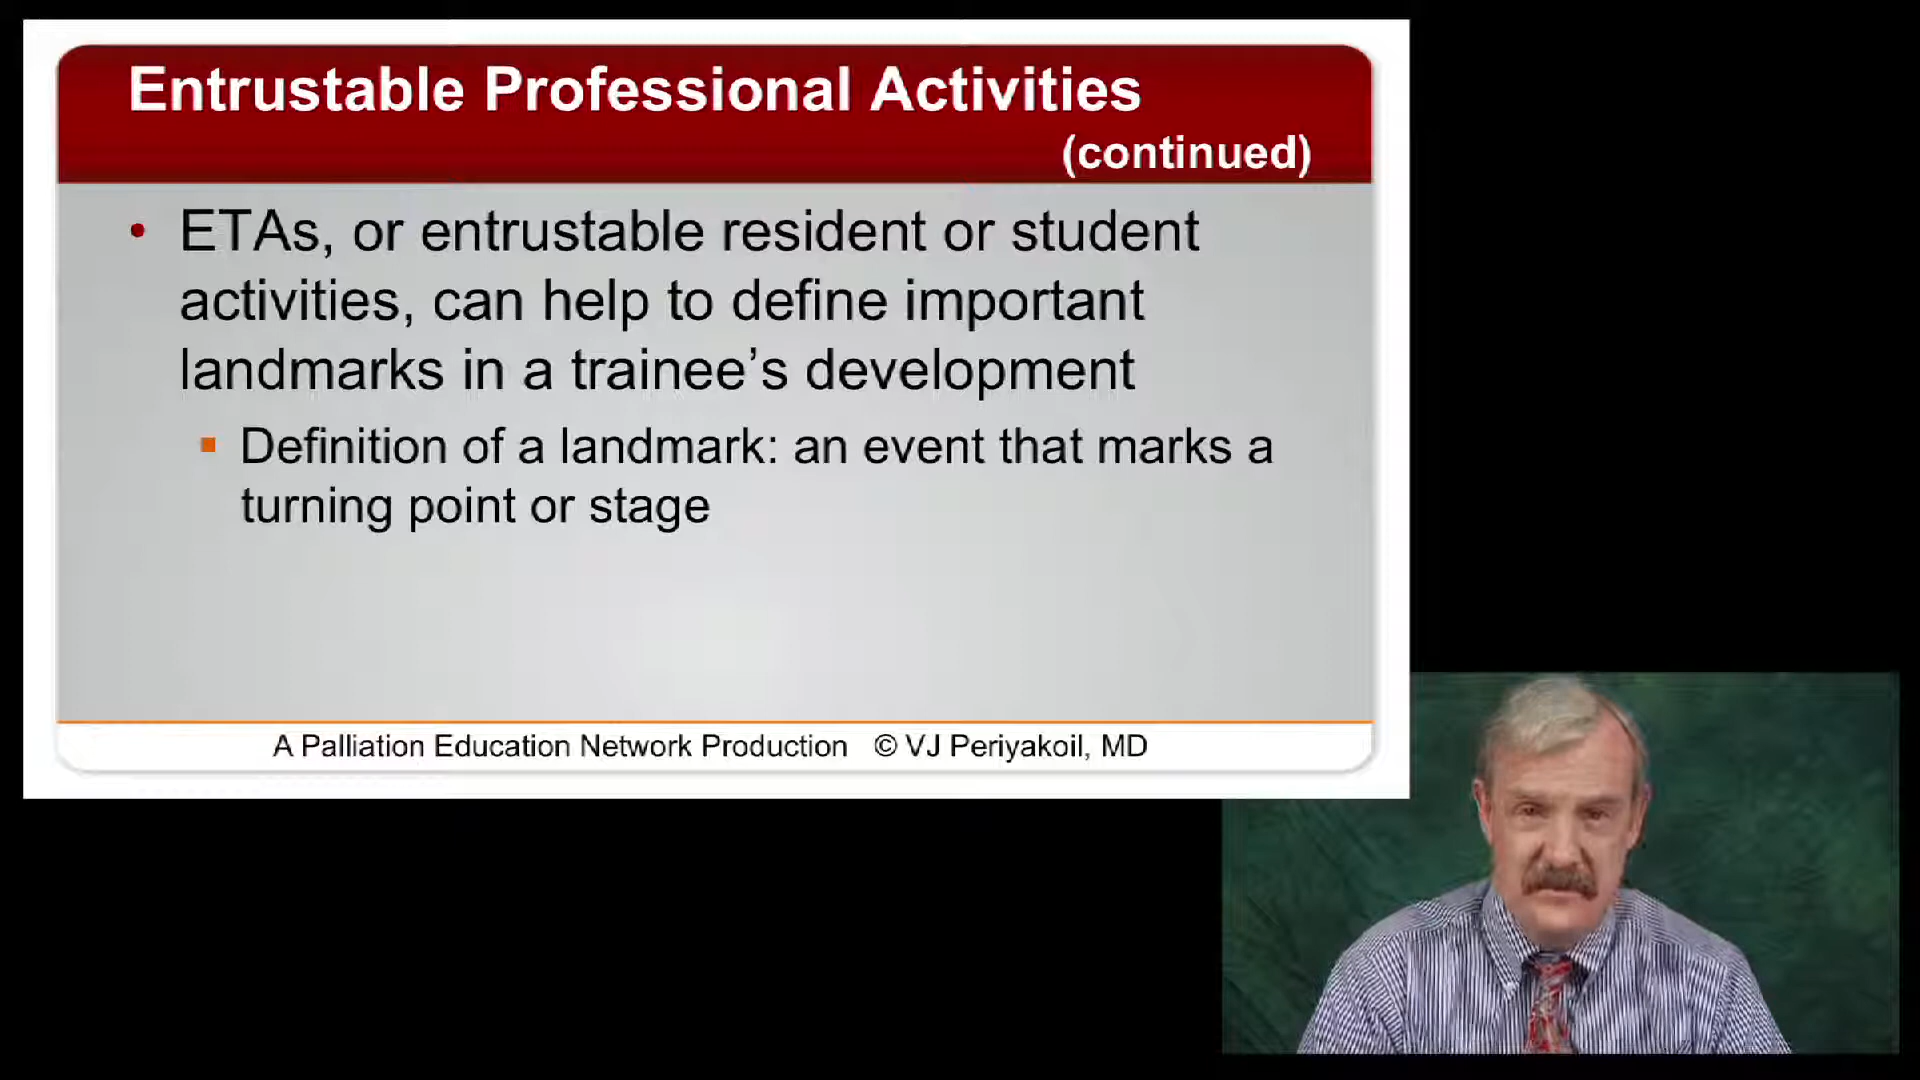 Entrustable Professional Activities
(continued)
• ETAs, or entrustable resident or student
activities, can help to define important
landmarks in a trainee’s development
▪ Definition of a landmark: an event that marks a
turning point or stage
A Palliation Education Network Production © VJ Periyakoil, MD